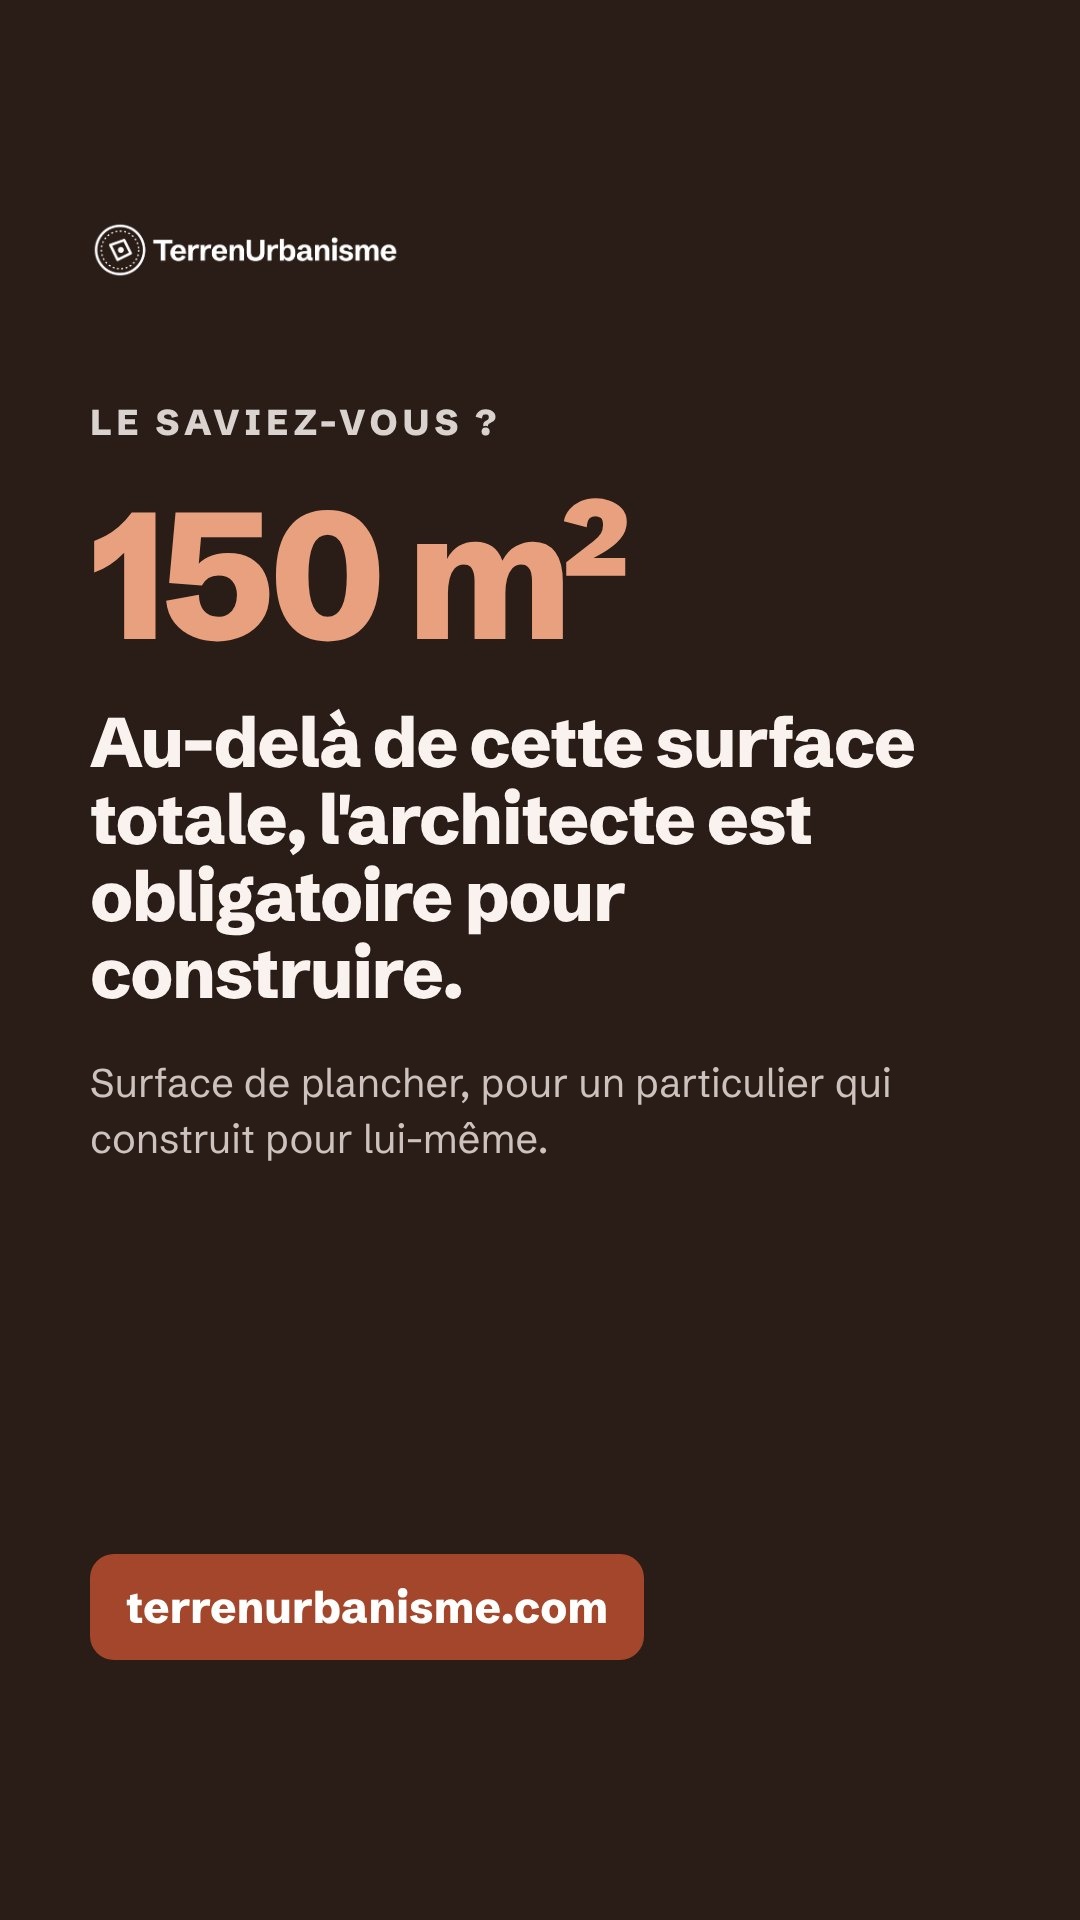 TerrenUrbanisme
LE SAVIEZ-VOUS ?
150 m²
Au-delà de cette surface
totale, l'architecte est
obligatoire pour
construire.
Surface de plancher, pour un particulier qui
construit pour lui-même.
terrenurbanisme.com